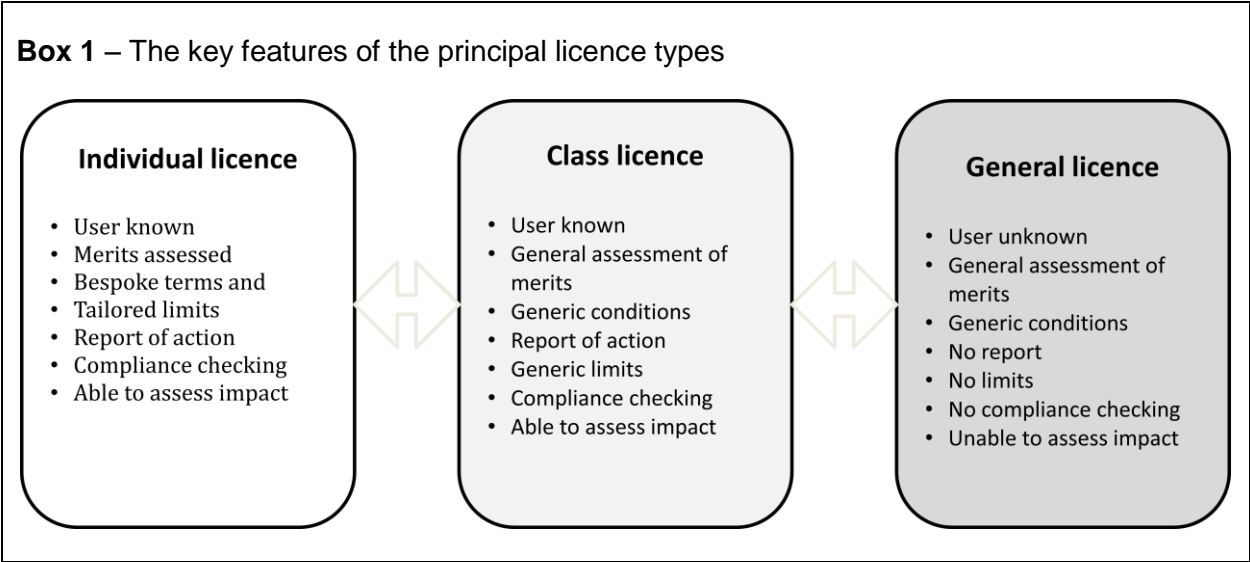 Box 1 – The key features of the principal licence types
Individual licence
• User known
• Merits assessed
• Bespoke terms and
• Tailored limits
• Report of action
• Compliance checking
• Able to assess impact
Class licence
• User known
• General assessment of
merits
• Generic conditions
• Report of action
• Generic limits
• Compliance checking
• Able to assess impact
General licence
• User unknown
• General assessment of
merits
• Generic conditions
• No report
• No limits
• No compliance checking
• Unable to assess impact